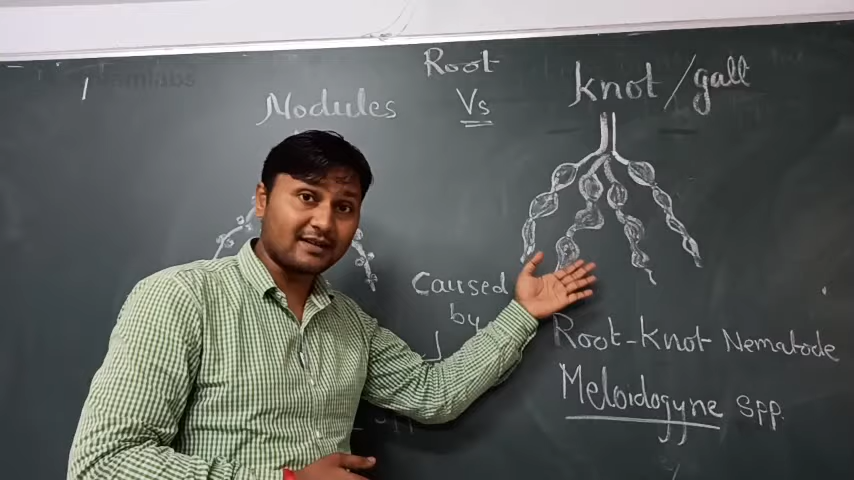 Root
Nodules Vs Knot/gall
Caused
by
Root-Knot-Nematode
Meloidogyne spp.